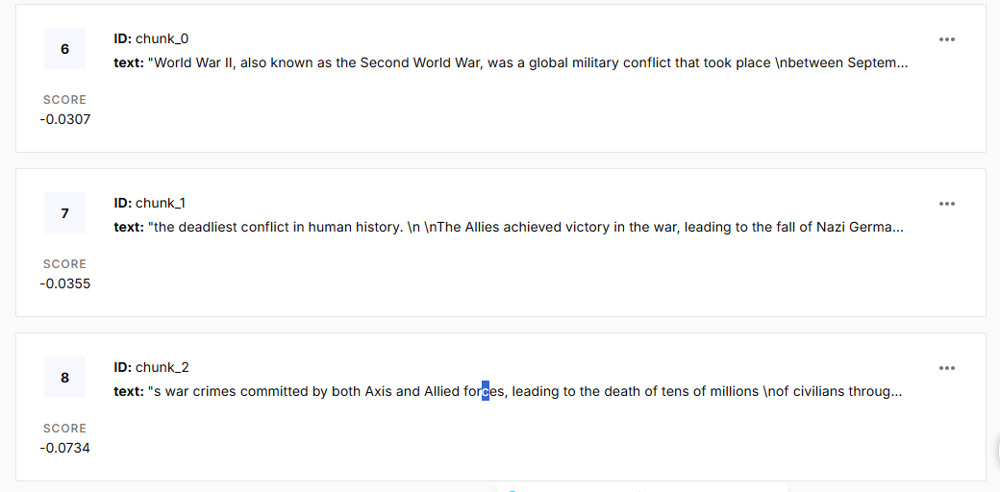 6
ID: chunk_0
text: "World War II, also known as the Second World War, was a global military conflict that took place \nbetween Septem...
SCORE
-0.0307
7
ID: chunk_1
text: "the deadliest conflict in human history. \n \nThe Allies achieved victory in the war, leading to the fall of Nazi Germa...
SCORE
-0.0355
8
ID: chunk_2
text: "s war crimes committed by both Axis and Allied forces, leading to the death of tens of millions \nof civilians throug...
SCORE
-0.0734